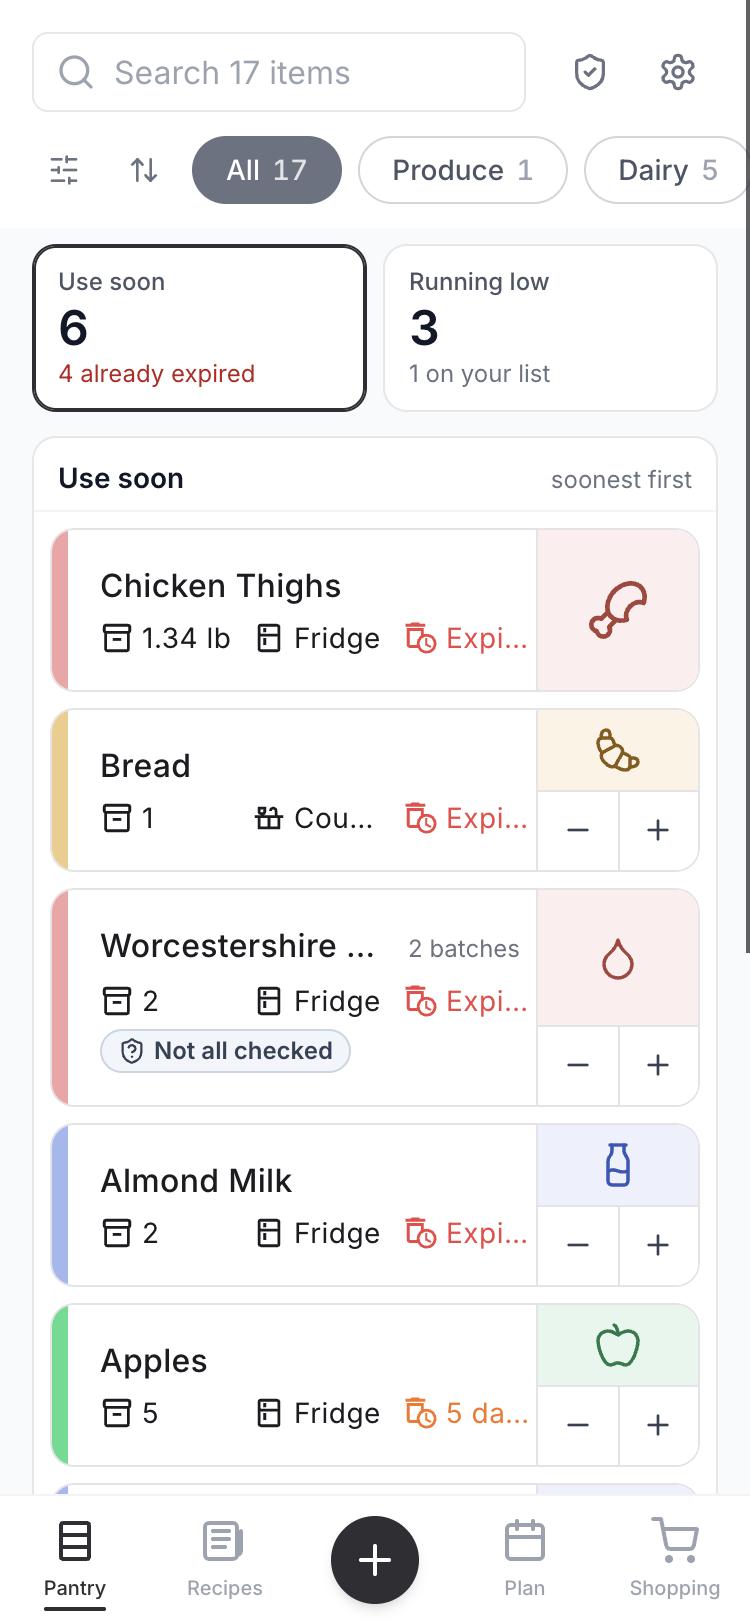 Search 17 items
All 17
Produce 1
Dairy 5
Use soon
6
4 already expired
Running low
3
1 on your list
Use soon
soonest first
Chicken Thighs
1.34 lb Fridge Expi...
Bread
1 Cou... Expi...
Worcestershire ... 2 batches
2 Fridge Expi...
Not all checked
Almond Milk
2 Fridge Expi...
Apples
5 Fridge 5 da...
Pantry
Recipes
Plan
Shopping